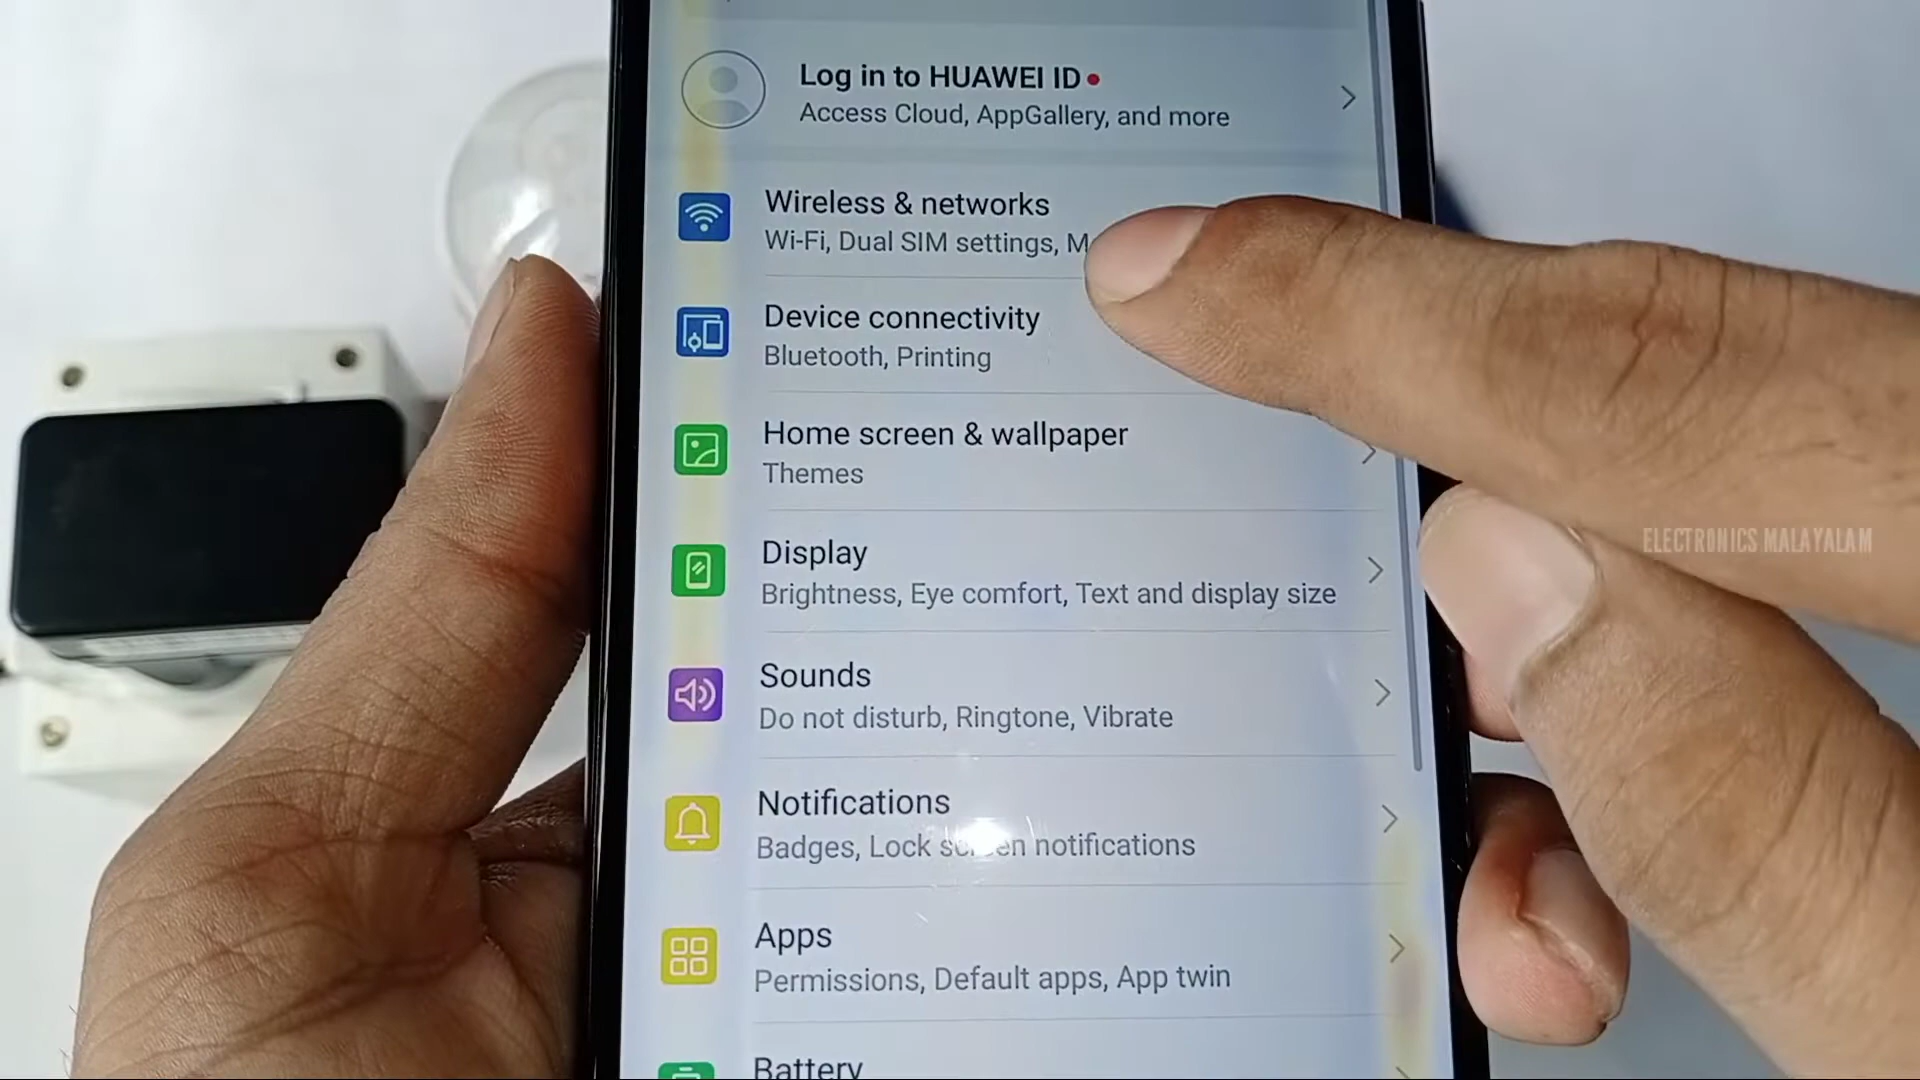 Log in to HUAWEI ID
Access Cloud, AppGallery, and more
Wireless & networks
Wi-Fi, Dual SIM settings, M
Device connectivity
Bluetooth, Printing
Home screen & wallpaper
Themes
Display
Brightness, Eye comfort, Text and display size
Sounds
Do not disturb, Ringtone, Vibrate
Notifications
Badges, Lock screen notifications
Apps
Permissions, Default apps, App twin
Battery
ELECTRONICS MALAYALAM